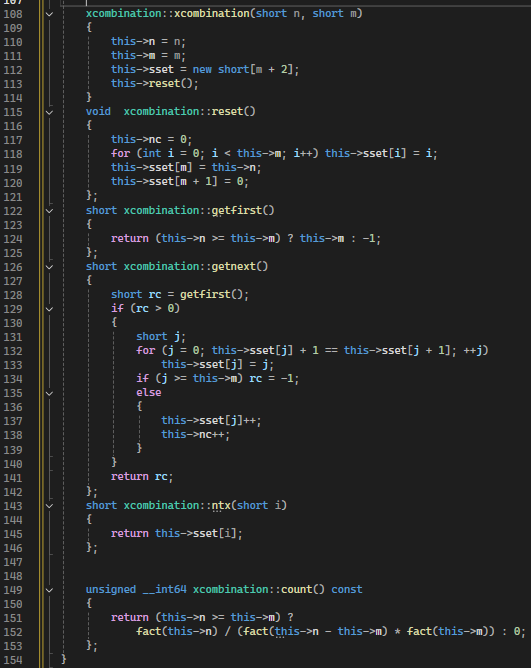 107
108 xcombination::xcombination(short n, short m)
109 {
110 this->n = n;
111 this->m = m;
112 this->sset = new short[m + 2];
113 this->reset();
114 }
115 void  xcombination::reset()
116 {
117 this->nc = 0;
118 for (int i = 0; i < this->m; i++) this->sset[i] = i;
119 this->sset[m] = this->n;
120 this->sset[m + 1] = 0;
121 };
122 short xcombination::getfirst()
123 {
124 return (this->n >= this->m) ? this->m : -1;
125 };
126 short xcombination::getnext()
127 {
128 short rc = getfirst();
129 if (rc > 0)
130 {
131 short j;
132 for (j = 0; this->sset[j] + 1 == this->sset[j + 1]; ++j)
133 this->sset[j] = j;
134 if (j >= this->m) rc = -1;
135 else
136 {
137 this->sset[j]++;
138 this->nc++;
139 }
140 }
141 return rc;
142 };
143 short xcombination::ntx(short i)
144 {
145 return this->sset[i];
146 };
147
148
149 unsigned __int64 xcombination::count() const
150 {
151 return (this->n >= this->m) ?
152 fact(this->n) / (fact(this->n - this->m) * fact(this->m)) : 0;
153 };
154 }